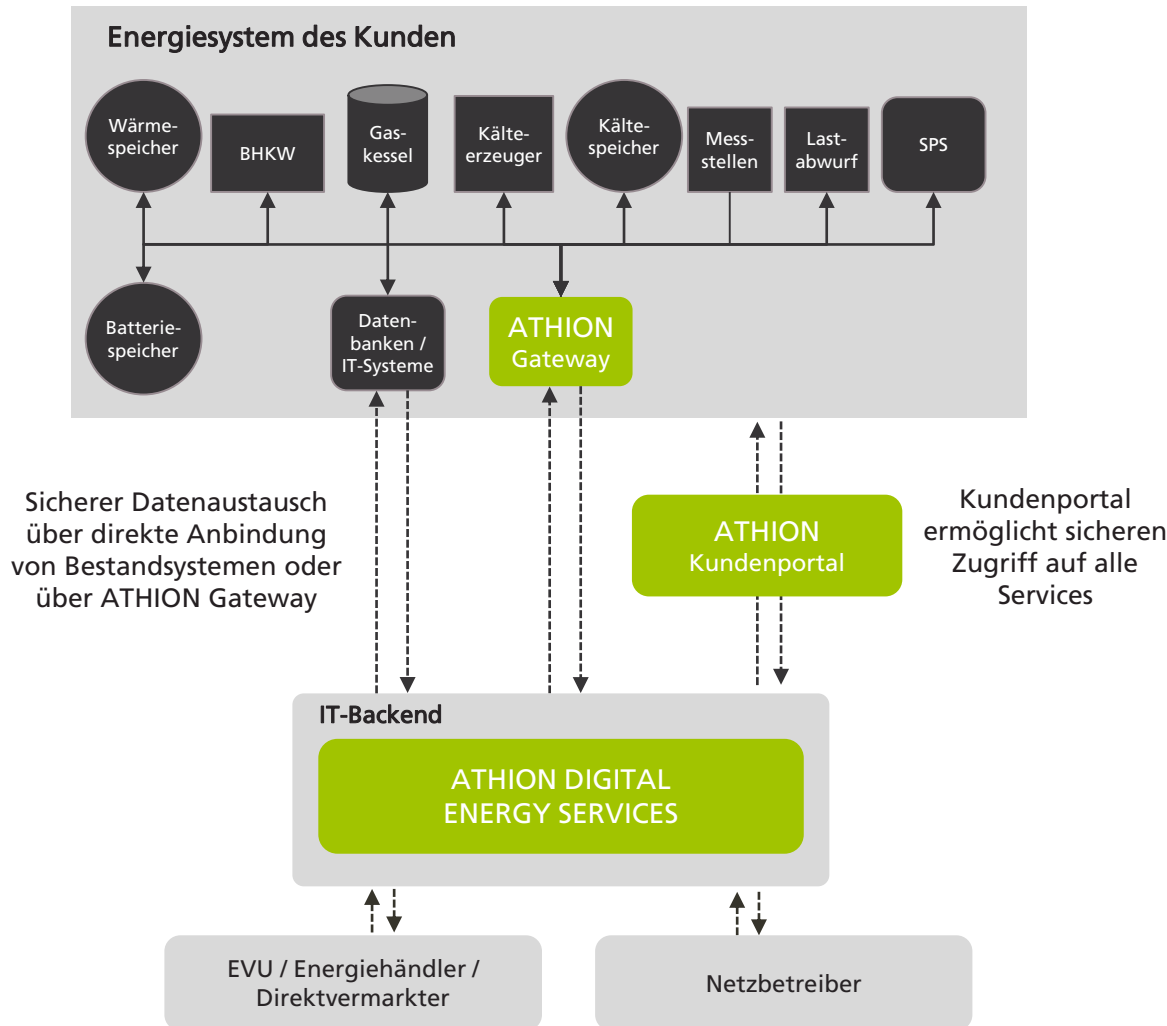 Energiesystem des Kunden
Wärme-
speicher
BHKW
Gas-
kessel
Kälte-
erzeuger
Kälte-
speicher
Mess-
stellen
Last-
abwurf
SPS
Batterie-
speicher
Daten-
banken /
IT-Systeme
ATHION
Gateway
Sicherer Datenaustausch
über direkte Anbindung
von Bestandsystemen oder
über ATHION Gateway
ATHION
Kundenportal
Kundenportal
ermöglicht sicheren
Zugriff auf alle
Services
IT-Backend
ATHION DIGITAL
ENERGY SERVICES
EVU / Energiehändler /
Direktvermarkter
Netzbetreiber